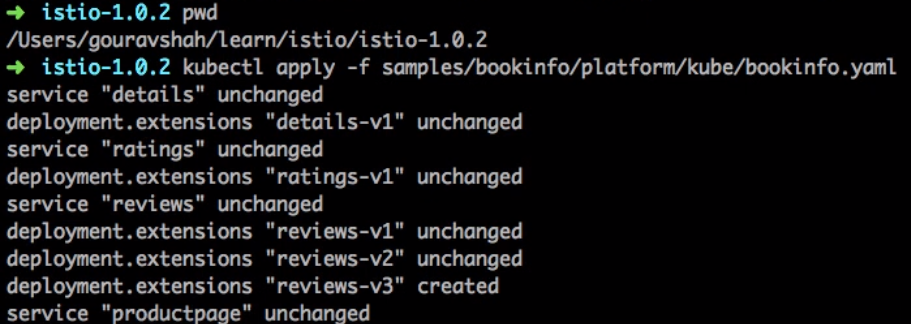 ➜ istio-1.0.2 pwd
/Users/gouravshah/learn/istio/istio-1.0.2
➜ istio-1.0.2 kubectl apply -f samples/bookinfo/platform/kube/bookinfo.yaml
service "details" unchanged
deployment.extensions "details-v1" unchanged
service "ratings" unchanged
deployment.extensions "ratings-v1" unchanged
service "reviews" unchanged
deployment.extensions "reviews-v1" unchanged
deployment.extensions "reviews-v2" unchanged
deployment.extensions "reviews-v3" created
service "productpage" unchanged